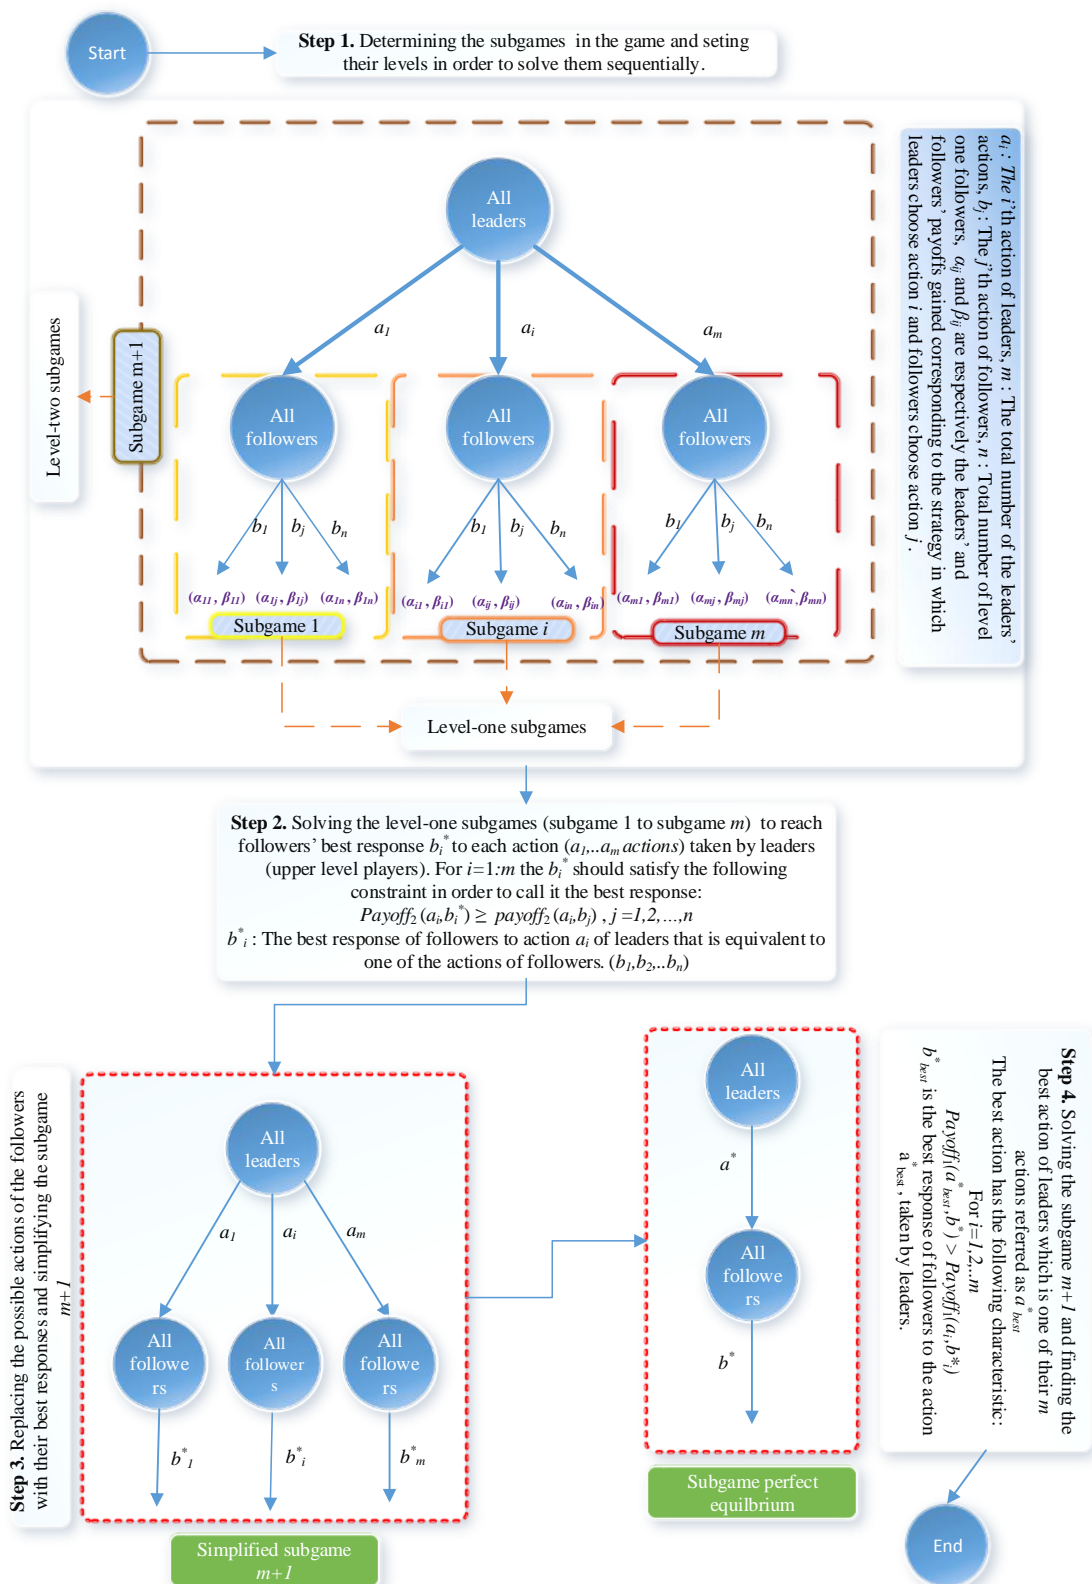 Start
Step 1. Determining the subgames in the game and seting
their levels in order to solve them sequentially.
All
leaders
a1
ai
am
All
followers
All
followers
All
followers
b1
bj
bn
b1
bj
bn
b1
bj
bn
(α11, β11)
(α1j, β1j)
(α1n, β1n)
(αi1, βi1)
(αij, βij)
(αin, βin)
(αm1, βm1)
(αmj, βmj)
(αmn`, βmn)
Subgame 1
Subgame i
Subgame m
Subgame m+1
Level-two subgames
Level-one subgames
ai : The i’th action of leaders, m : The total number of the leaders’
actions, bj : The j’th action of followers, n : Total number of level
one followers, αij and βij are respectively the leaders’ and
followers’ payoffs gained corresponding to the strategy in which
leaders choose action i and followers choose action j .
Step 2. Solving the level-one subgames (subgame 1 to subgame m) to reach
followers’ best response bi* to each action (a1,..am actions) taken by leaders
(upper level players). For i=1:m the bi* should satisfy the following
constraint in order to call it the best response:
Payoff2 (ai,bi*) ≥ payoff2 (ai,bj) , j =1,2,...,n
b*i : The best response of followers to action ai of leaders that is equivalent to
one of the actions of followers. (b1,b2,..bn)
Step 3. Replacing the possible actions of the followers
with their best responses and simplifying the subgame
m+1
All
leaders
a1
ai
am
All
followe
rs
All
follower
s
All
followe
rs
b*1
b*i
b*m
Simplified subgame
m+1
All
leaders
a*
All
followe
rs
b*
Subgame perfect
equilbrium
Step 4. Solving the subgame m+1 and finding the
best action of leaders which is one of their m
actions referred as a*best
The best action has the following characteristic:
For i=1,2,..m
Payoff1(a*best,b*) > Payoff1(ai,b*i)
b*best is the best response of followers to the action
a*best , taken by leaders.
End